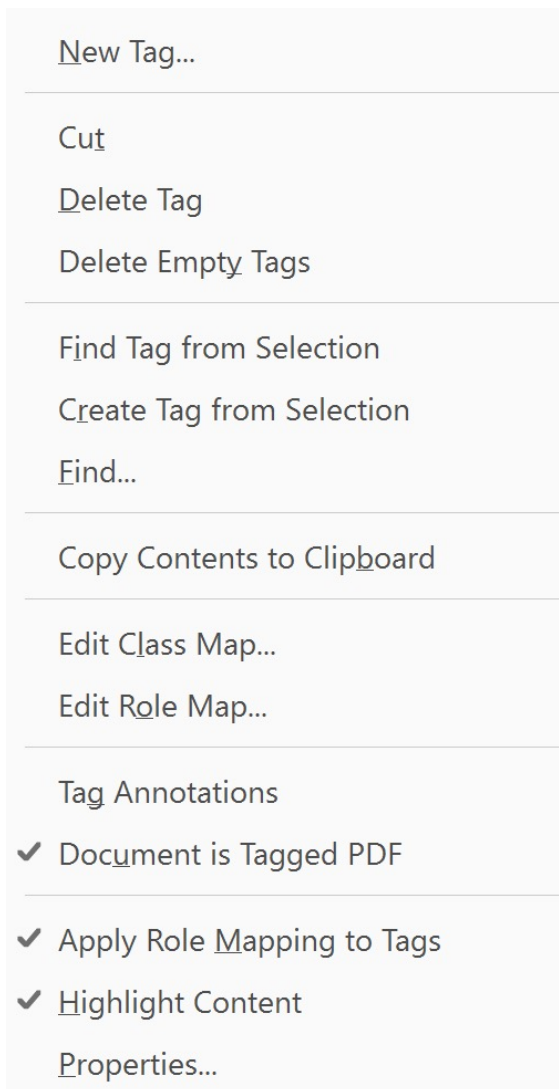 New Tag...
Cut
Delete Tag
Delete Empty Tags
Find Tag from Selection
Create Tag from Selection
Find...
Copy Contents to Clipboard
Edit Class Map...
Edit Role Map...
Tag Annotations
Document is Tagged PDF
Apply Role Mapping to Tags
Highlight Content
Properties...